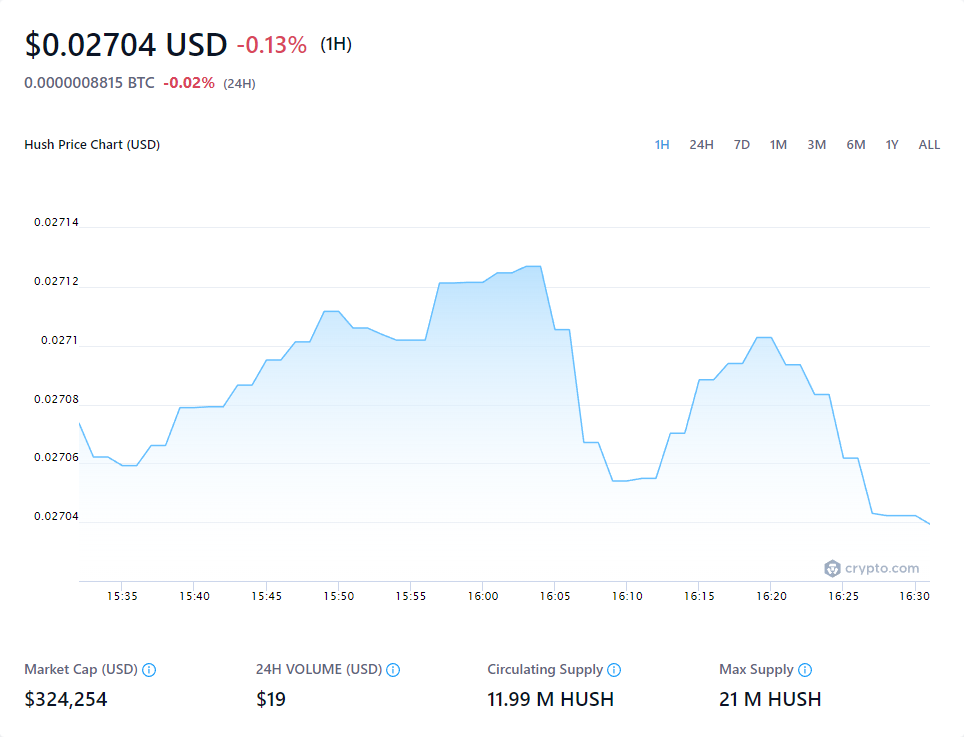 $0.02704 USD -0.13% (1H)
0.0000008815 BTC -0.02% (24H)
Hush Price Chart (USD) 1H 24H 7D 1M 3M 6M 1Y ALL
0.02714
0.02712
0.0271
0.02708
0.02706
0.02704
crypto.com
15:35 15:40 15:45 15:50 15:55 16:00 16:05 16:10 16:15 16:20 16:25 16:30
Market Cap (USD) 24H VOLUME (USD) Circulating Supply Max Supply
$324,254 $19 11.99 M HUSH 21 M HUSH